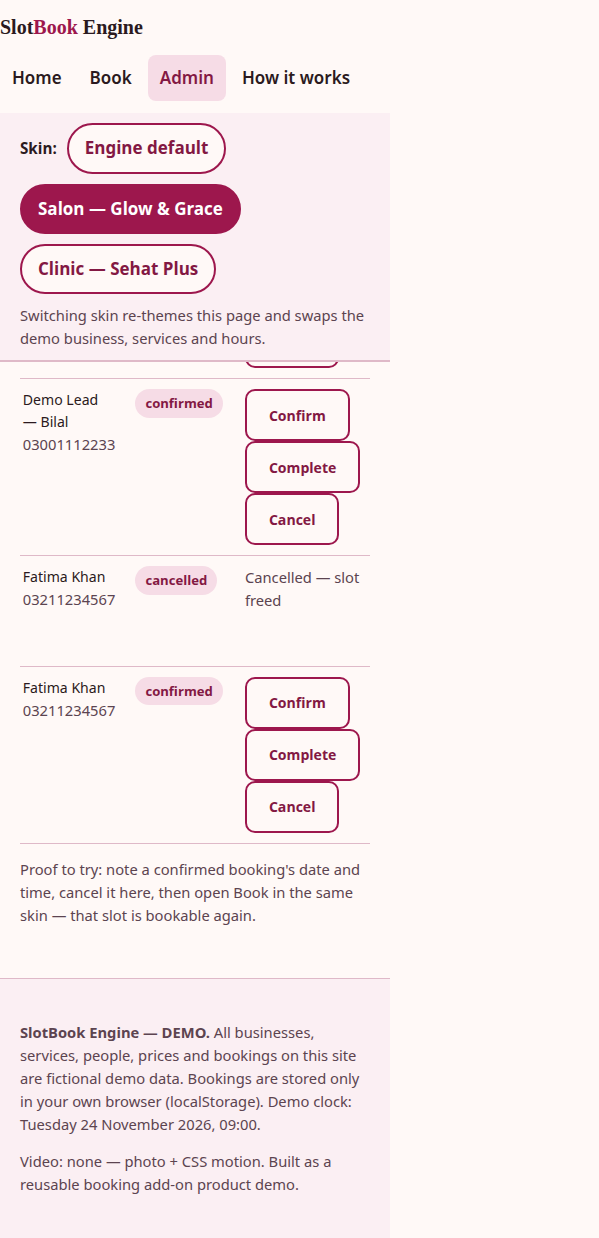 SlotBook Engine
Home Book Admin How it works
Skin: Engine default
Salon — Glow & Grace
Clinic — Sehat Plus
Switching skin re-themes this page and swaps the
demo business, services and hours.
Demo Lead
— Bilal
03001112233
confirmed
Confirm
Complete
Cancel
Fatima Khan
03211234567
cancelled
Cancelled — slot
freed
Fatima Khan
03211234567
confirmed
Confirm
Complete
Cancel
Proof to try: note a confirmed booking's date and
time, cancel it here, then open Book in the same
skin — that slot is bookable again.
SlotBook Engine — DEMO. All businesses,
services, people, prices and bookings on this site
are fictional demo data. Bookings are stored only
in your own browser (localStorage). Demo clock:
Tuesday 24 November 2026, 09:00.
Video: none — photo + CSS motion. Built as a
reusable booking add-on product demo.